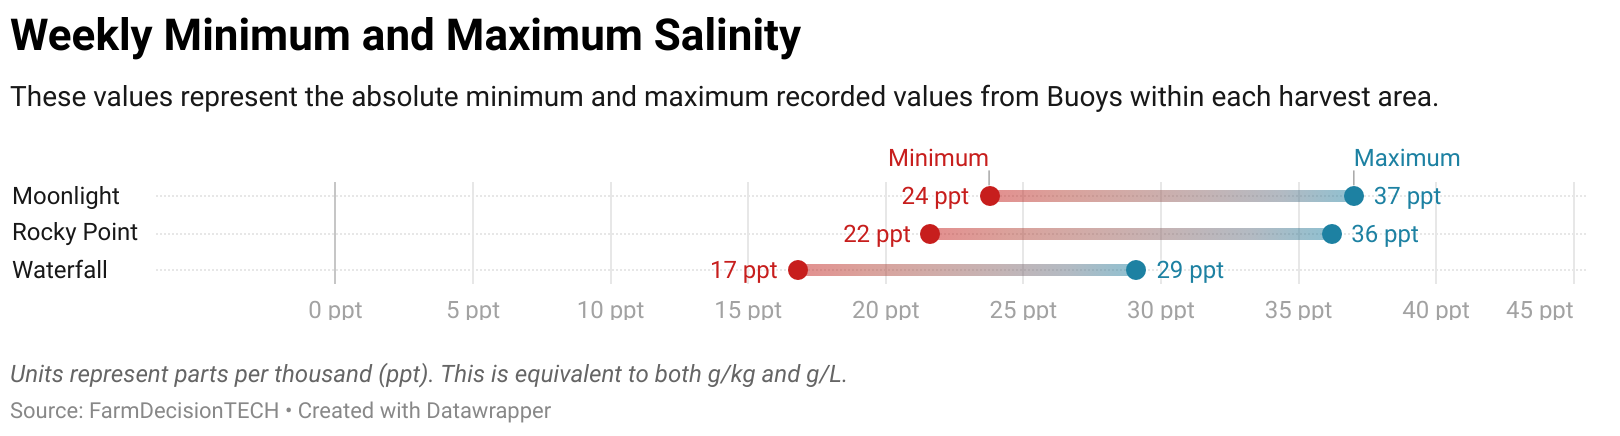 Weekly Minimum and Maximum Salinity
These values represent the absolute minimum and maximum recorded values from Buoys within each harvest area.
Minimum Maximum
Moonlight 24 ppt 37 ppt
Rocky Point 22 ppt 36 ppt
Waterfall 17 ppt 29 ppt
0 ppt 5 ppt 10 ppt 15 ppt 20 ppt 25 ppt 30 ppt 35 ppt 40 ppt 45 ppt
Units represent parts per thousand (ppt). This is equivalent to both g/kg and g/L.
Source: FarmDecisionTECH • Created with Datawrapper